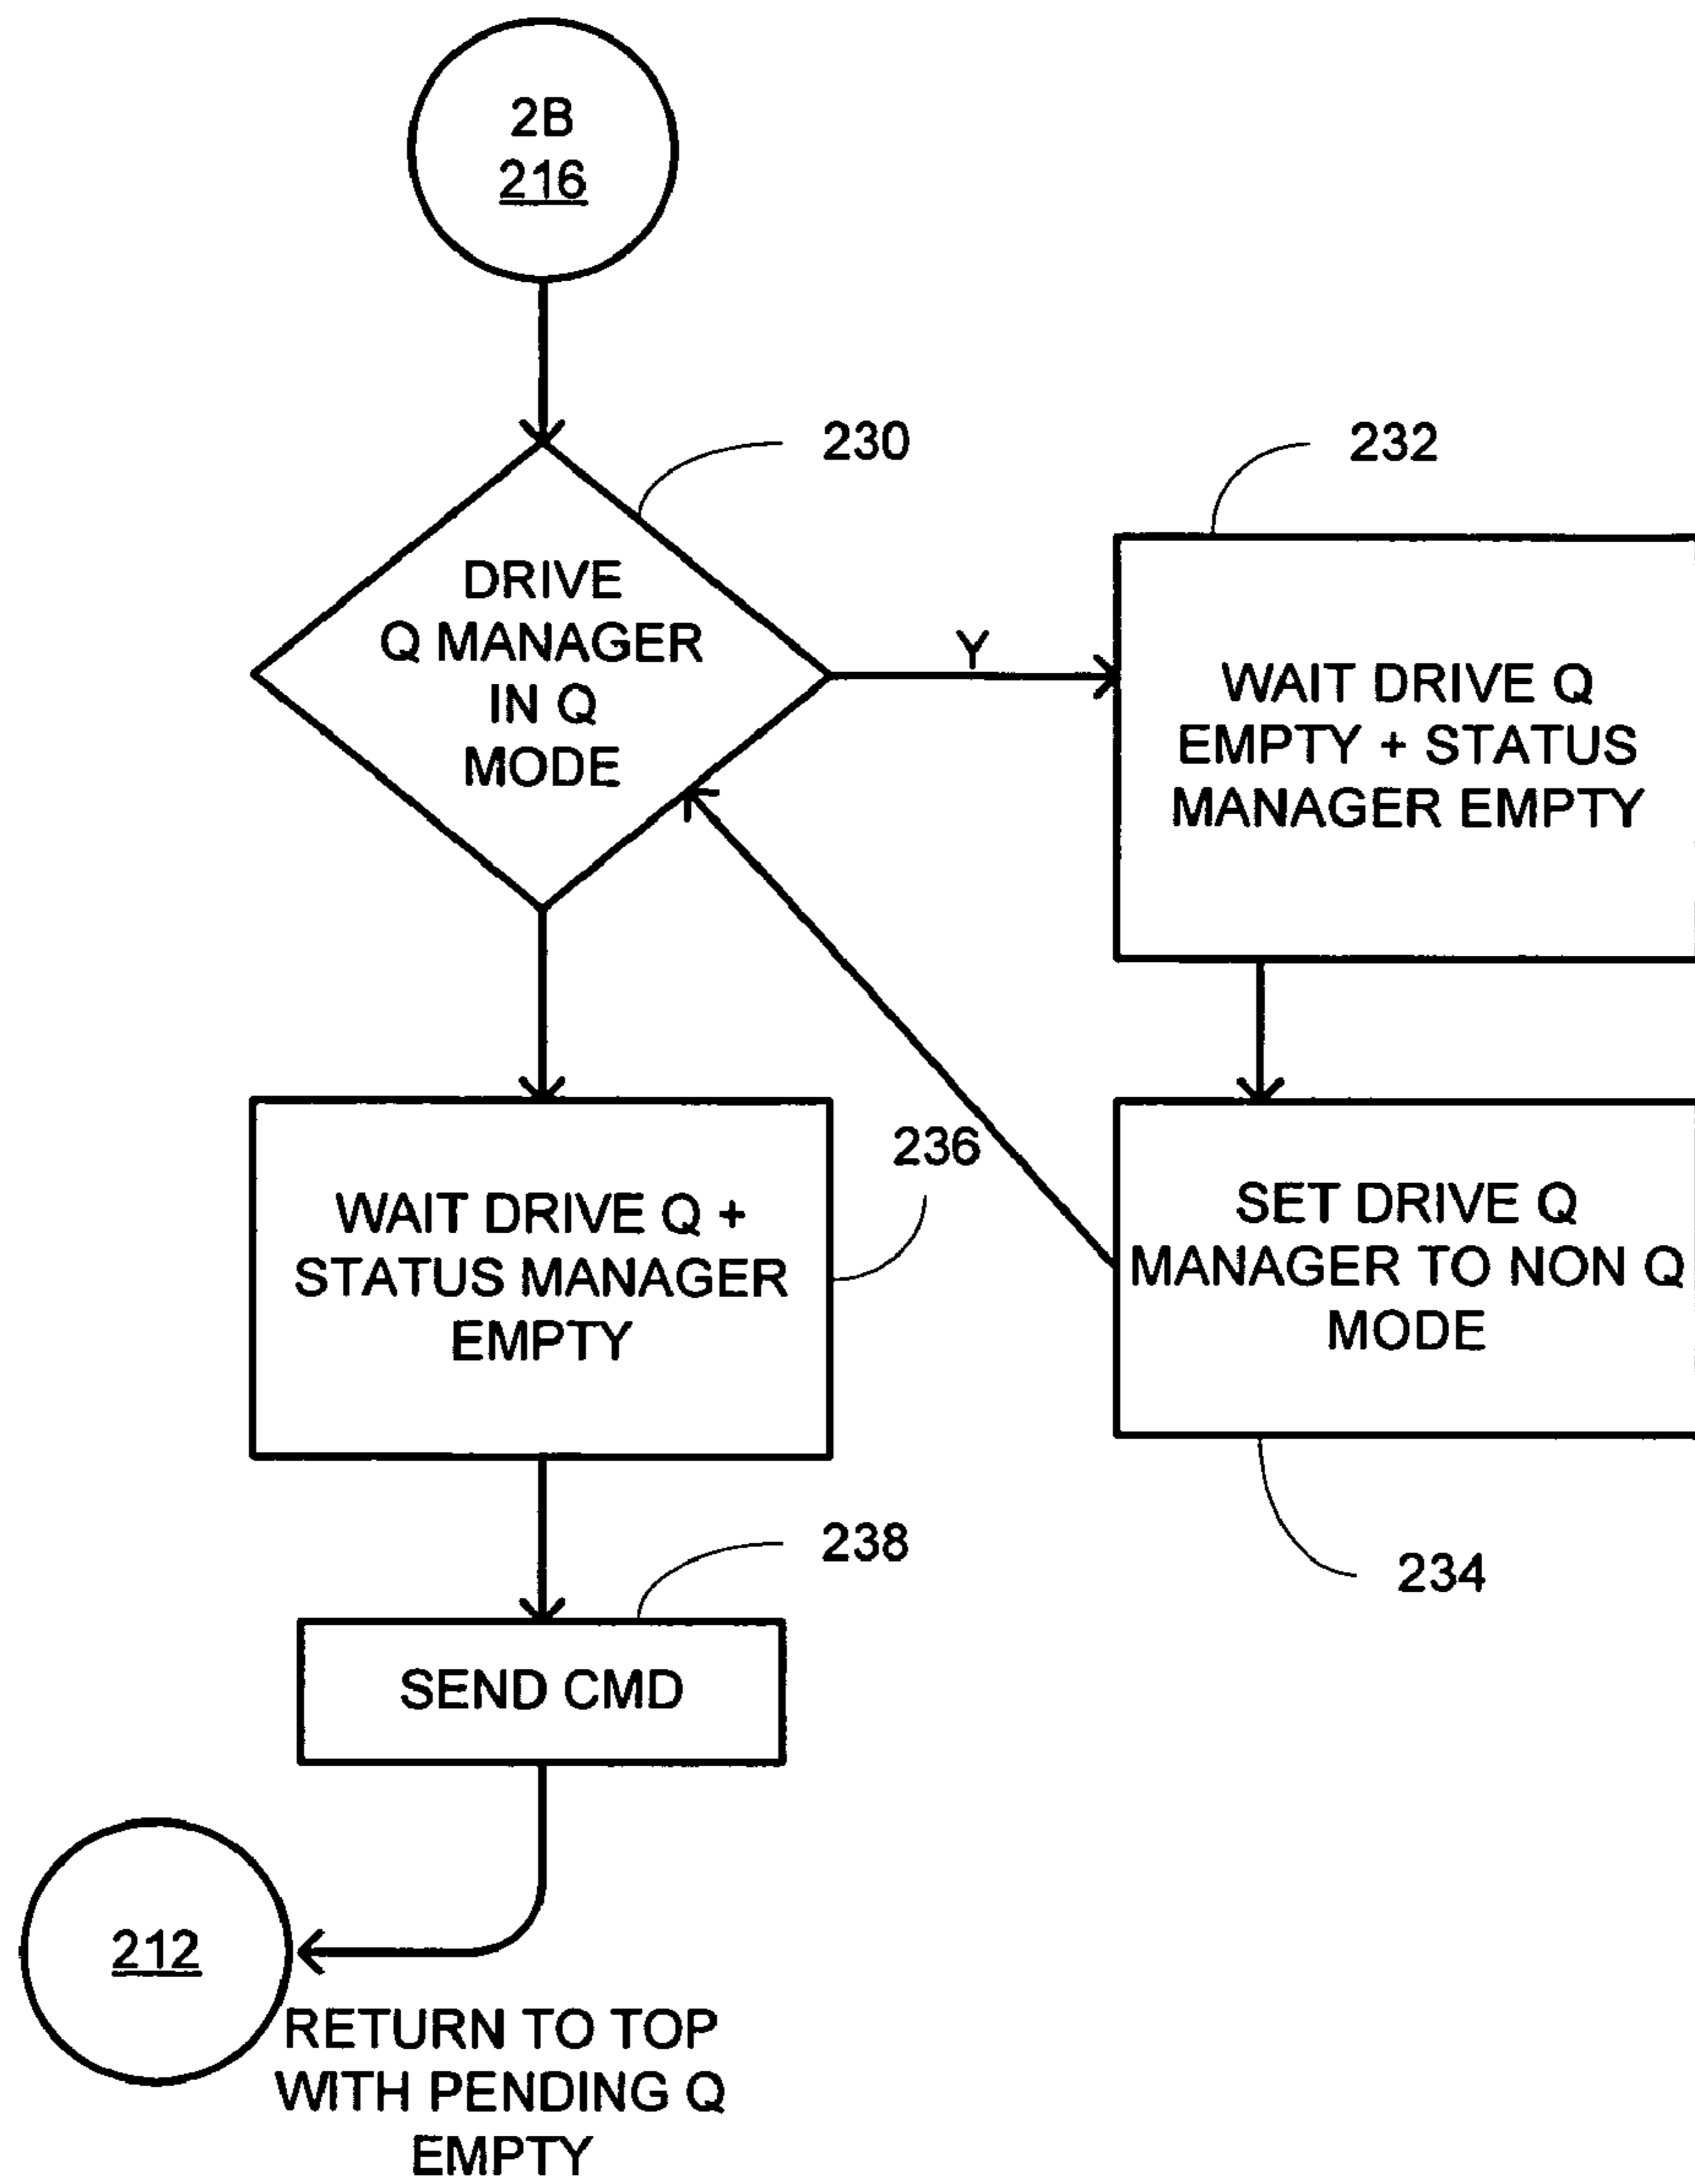 2B
216
230
232
DRIVE
Q MANAGER
IN Q
MODE
Y
WAIT DRIVE Q
EMPTY + STATUS
MANAGER EMPTY
236
WAIT DRIVE Q +
STATUS MANAGER
EMPTY
SET DRIVE Q
MANAGER TO NON Q
MODE
238
234
SEND CMD
212
RETURN TO TOP
WITH PENDING Q
EMPTY